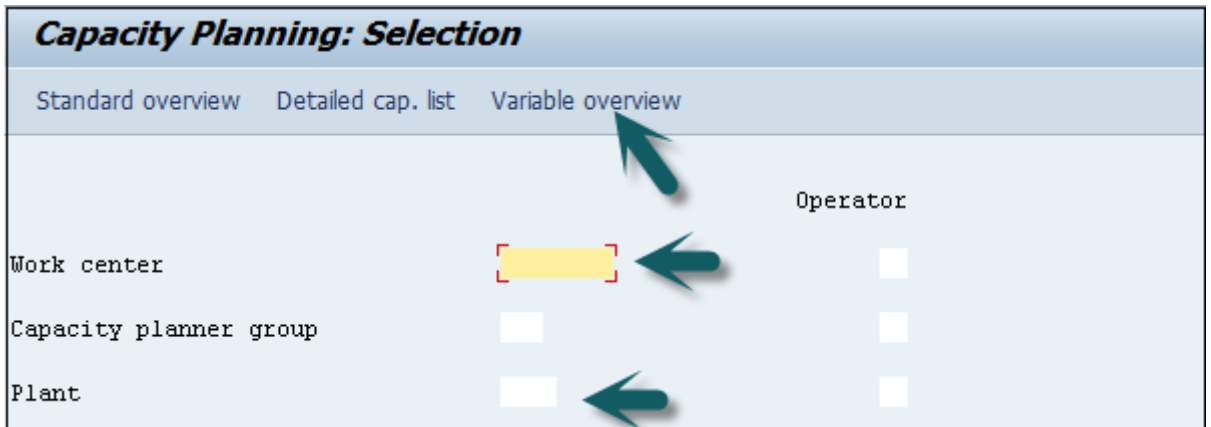 Capacity Planning: Selection
Standard overview Detailed cap. list Variable overview
Operator
Work center
Capacity planner group
Plant